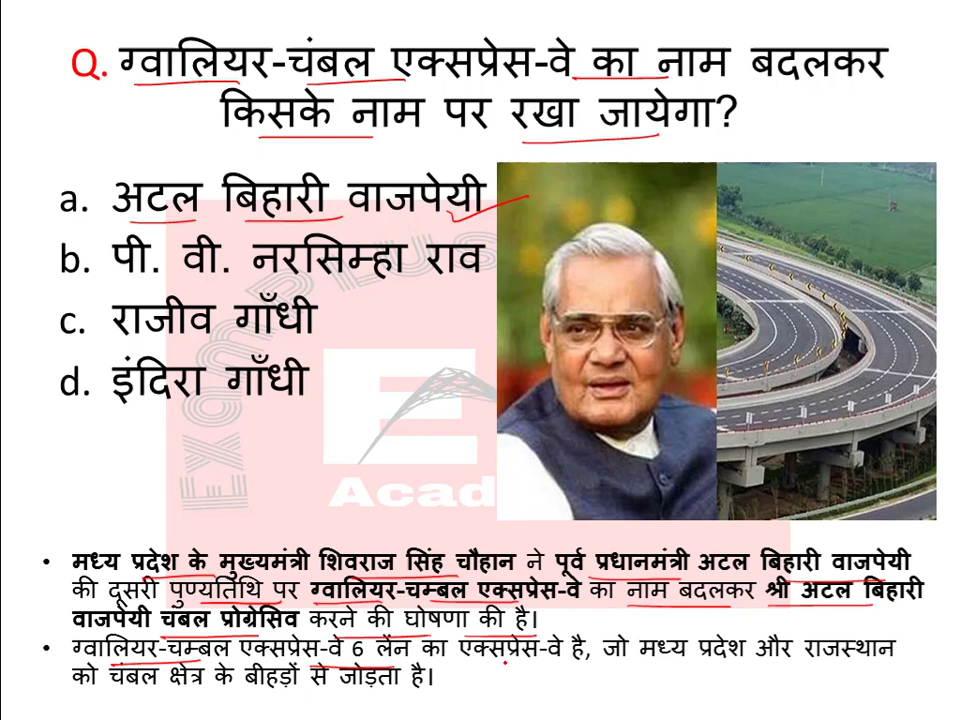 Q. ग्वालियर-चंबल एक्सप्रेस-वे का नाम बदलकर
किसके नाम पर रखा जायेगा?
a. अटल बिहारी वाजपेयी
b. पी. वी. नरसिम्हा राव
c. राजीव गाँधी
d. इंदिरा गाँधी
Exam Plus
E
Acad
• मध्य प्रदेश के मुख्यमंत्री शिवराज सिंह चौहान ने पूर्व प्रधानमंत्री अटल बिहारी वाजपेयी
की दूसरी पुण्यतिथि पर ग्वालियर-चम्बल एक्सप्रेस-वे का नाम बदलकर श्री अटल बिहारी
वाजपेयी चंबल प्रोग्रेसिव करने की घोषणा की है।
• ग्वालियर-चम्बल एक्सप्रेस-वे 6 लेंन का एक्सप्रेस-वे है, जो मध्य प्रदेश और राजस्थान
को चंबल क्षेत्र के बीहड़ों से जोड़ता है।